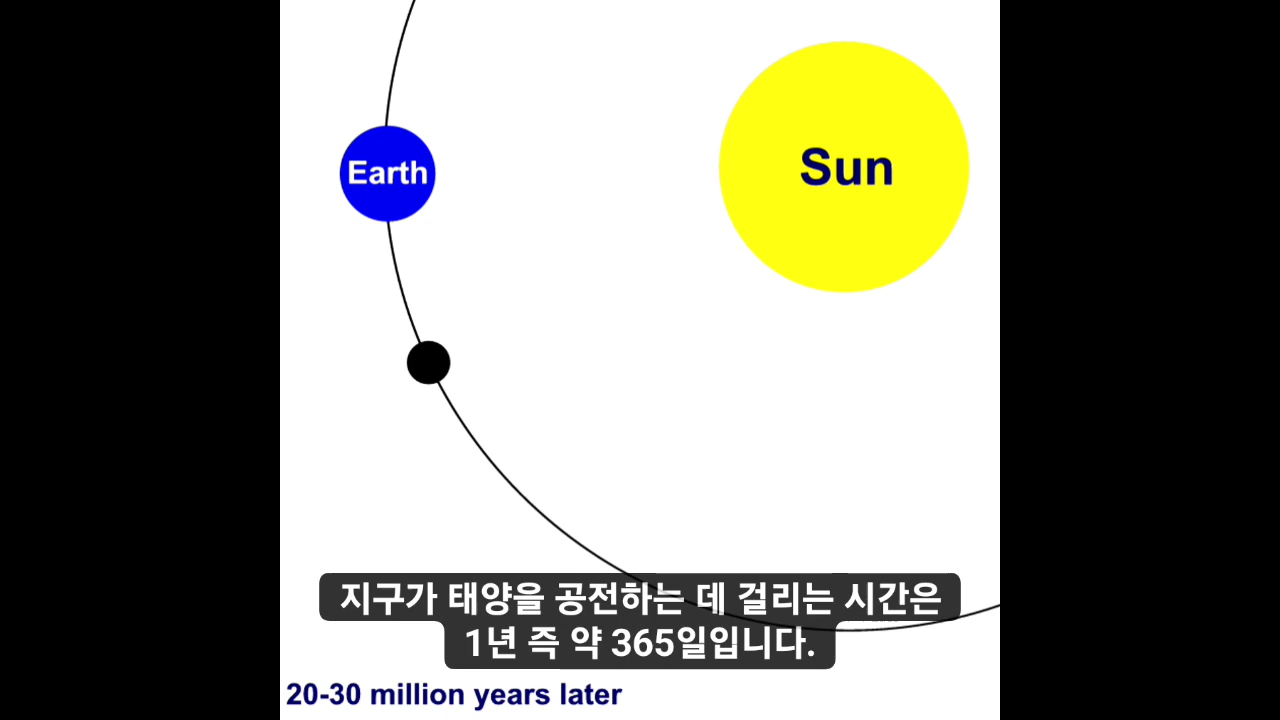 Sun
Earth
지구가 태양을 공전하는 데 걸리는 시간은
1년 즉 약 365일입니다.
20-30 million years later